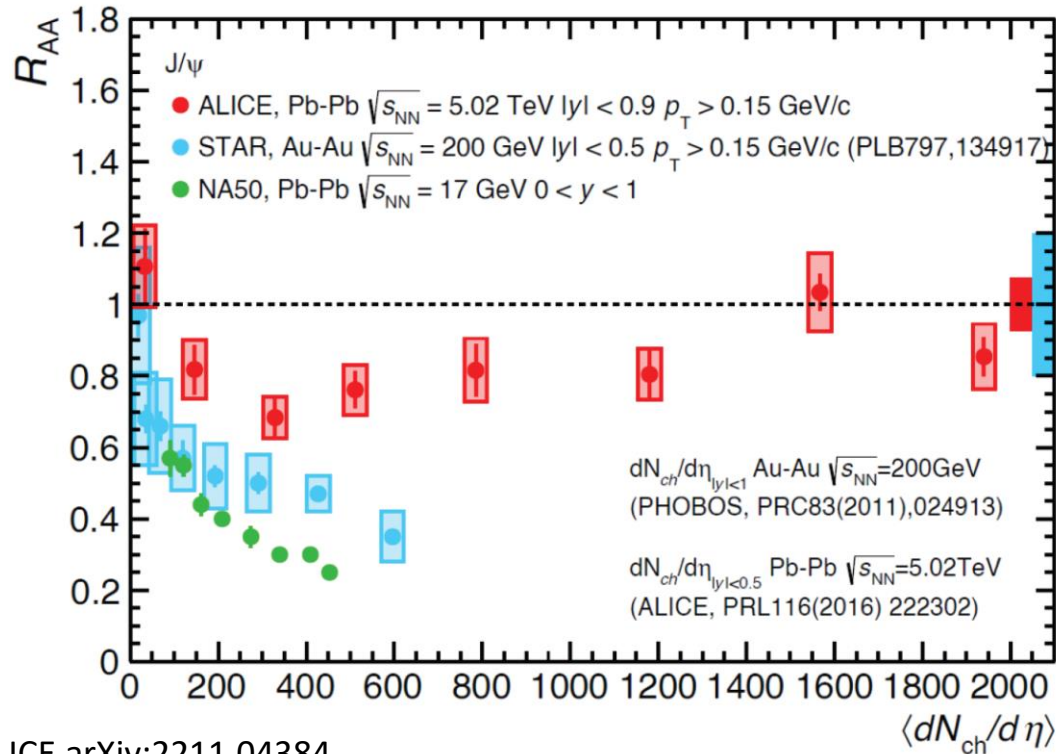 R_AA
1.8
1.6
1.4
1.2
1
0.8
0.6
0.4
0.2
0
J/ψ
ALICE, Pb-Pb √s_NN = 5.02 TeV |y| < 0.9 p_T > 0.15 GeV/c
STAR, Au-Au √s_NN = 200 GeV |y| < 0.5 p_T > 0.15 GeV/c (PLB797,134917)
NA50, Pb-Pb √s_NN = 17 GeV 0 < y < 1
dN_ch/dη_|y|<1 Au-Au √s_NN=200GeV
(PHOBOS, PRC83(2011),024913)
dN_ch/dη_|y|<0.5 Pb-Pb √s_NN=5.02TeV
(ALICE, PRL116(2016) 222302)
0 200 400 600 800 1000 1200 1400 1600 1800 2000
⟨dN_ch/dη⟩
arXiv:2211.04384